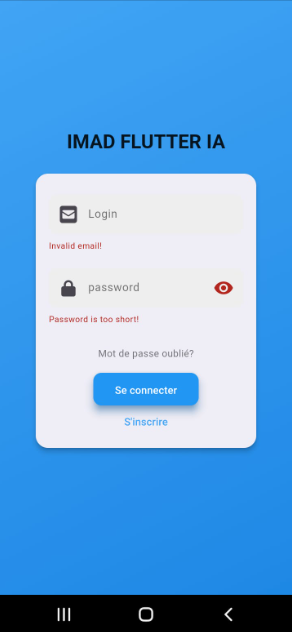 IMAD FLUTTER IA
Login
Invalid email!
password
Password is too short!
Mot de passe oublié?
Se connecter
S'inscrire